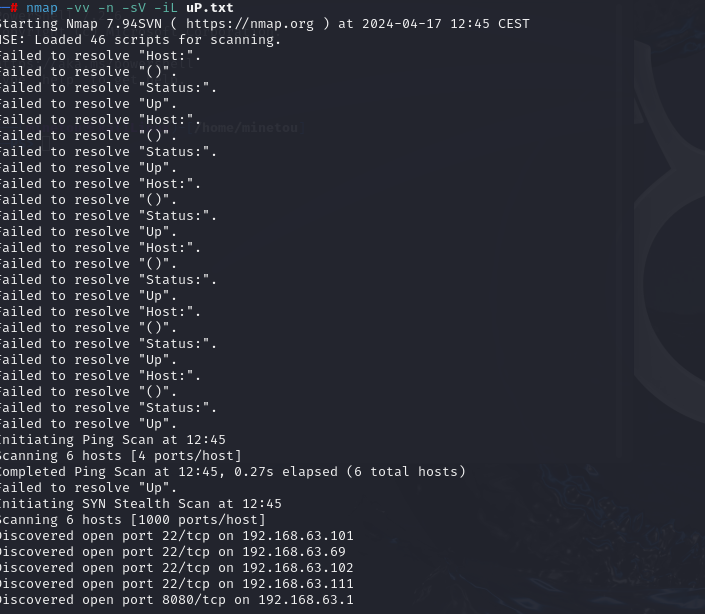 ─# nmap -vv -n -sV -iL uP.txt
Starting Nmap 7.94SVN ( https://nmap.org ) at 2024-04-17 12:45 CEST
NSE: Loaded 46 scripts for scanning.
Failed to resolve "Host:".
Failed to resolve "()".
Failed to resolve "Status:".
Failed to resolve "Up".
Failed to resolve "Host:".
/home/minetou
Failed to resolve "()".
Failed to resolve "Status:".
Failed to resolve "Up".
Failed to resolve "Host:".
Failed to resolve "()".
Failed to resolve "Status:".
Failed to resolve "Up".
Failed to resolve "Host:".
Failed to resolve "()".
Failed to resolve "Status:".
Failed to resolve "Up".
Failed to resolve "Host:".
Failed to resolve "()".
Failed to resolve "Status:".
Failed to resolve "Up".
Failed to resolve "Host:".
Failed to resolve "()".
Failed to resolve "Status:".
Failed to resolve "Up".
Initiating Ping Scan at 12:45
Scanning 6 hosts [4 ports/host]
Completed Ping Scan at 12:45, 0.27s elapsed (6 total hosts)
Failed to resolve "Up".
Initiating SYN Stealth Scan at 12:45
Scanning 6 hosts [1000 ports/host]
Discovered open port 22/tcp on 192.168.63.101
Discovered open port 22/tcp on 192.168.63.69
Discovered open port 22/tcp on 192.168.63.102
Discovered open port 22/tcp on 192.168.63.111
Discovered open port 8080/tcp on 192.168.63.1